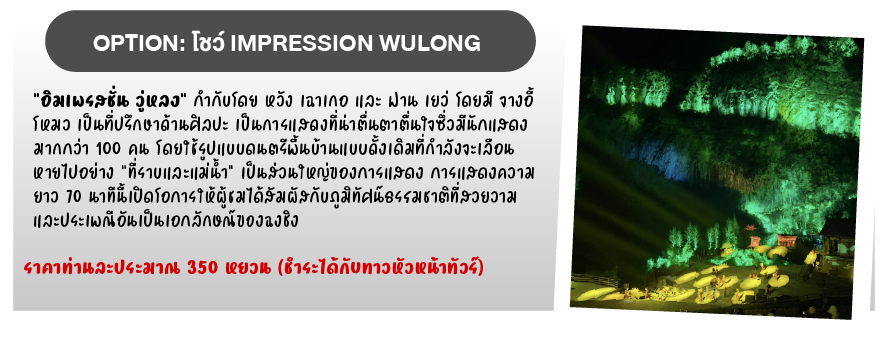 OPTION: โชว์ IMPRESSION WULONG
"อิมเพรสชั่น วู่หลง" กำกับโดย หวัง เฉาเกอ และ ฟาน เยว่ โดยมี จางอี้
โหมว เป็นที่ปรึกษาด้านศิลปะ เป็นการแสดงที่น่าตื่นตาตื่นใจซึ่งมีนักแสดง
มากกว่า 100 คน โดยใช้รูปแบบดนตรีพื้นบ้านแบบดั้งเดิมที่กำลังจะเลือน
หายไปอย่าง "ที่ราบและแม่น้ำ" เป็นส่วนใหญ่ของการแสดง การแสดงความ
ยาว 70 นาทีนี้เปิดโอการให้ผู้ชมได้สัมผัสกับภูมิทัศน์ธรรมชาติที่สวยงาม
และประเพณีอันเป็นเอกลักษณ์ของฉงชิ่ง
ราคาท่านละประมาณ 350 หยวน (ชำระได้กับทางหัวหน้าทัวร์)